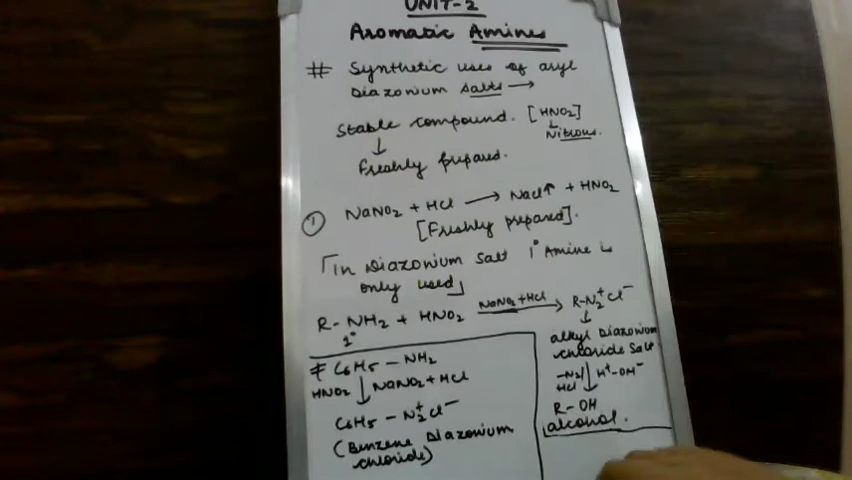 UNIT-2
Aromatic Amines
# Synthetic uses of aryl
Diazonium salts →
Stable compound. [HNO₂]
↓ ↳ Nitrous.
Freshly prepared.
① NaNO₂ + HCl → NaCl↑ + HNO₂
[Freshly prepared].
「In Diazonium salt 1° Amine is
only used」
R-NH₂ + HNO₂ NaNO₂+HCl → R-N₂⁺Cl⁻
1°
↓
alkyl Diazonium
chloride Salt
-N₂/HCl ↓ H⁺-OH⁻
R-OH
alcohol.
# C₆H₅-NH₂
HNO₂ ↓ NaNO₂+HCl
C₆H₅-N₂⁺Cl⁻
(Benzene Diazonium
chloride)